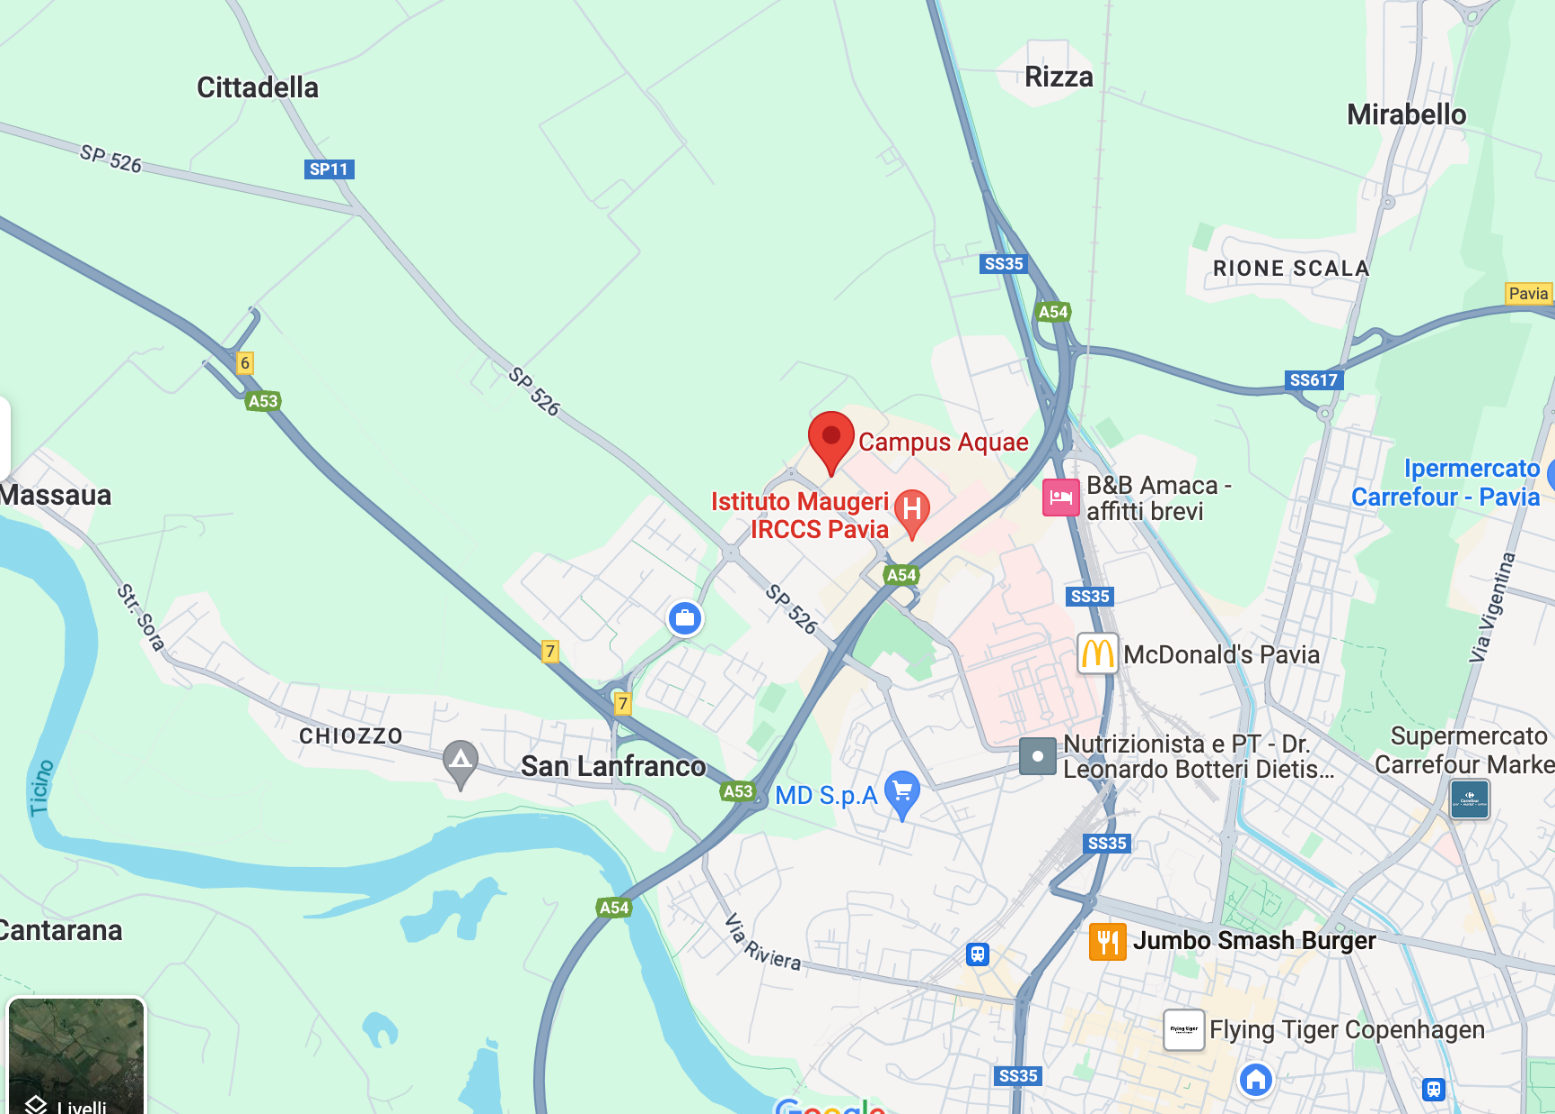 Cittadella
Rizza
Mirabello
SP 526
SP11
SS35
RIONE SCALA
Pavia
A54
6
A53
SP 526
SS617
Campus Aquae
Istituto Maugeri
IRCCS Pavia
H
B&B Amaca -
affitti brevi
Ipermercato
Carrefour - Pavia
Massaua
Str. Sora
A54
SP 526
SS35
Via Vigentina
7
McDonald's Pavia
7
CHIOZZO
San Lanfranco
Nutrizionista e PT - Dr.
Leonardo Botteri Dietis...
Supermercato
Carrefour Marke
Ticino
A53
MD S.p.A
SS35
A54
Cantarana
Via Riviera
Jumbo Smash Burger
flying tiger
Flying Tiger Copenhagen
SS35
Livelli
Google